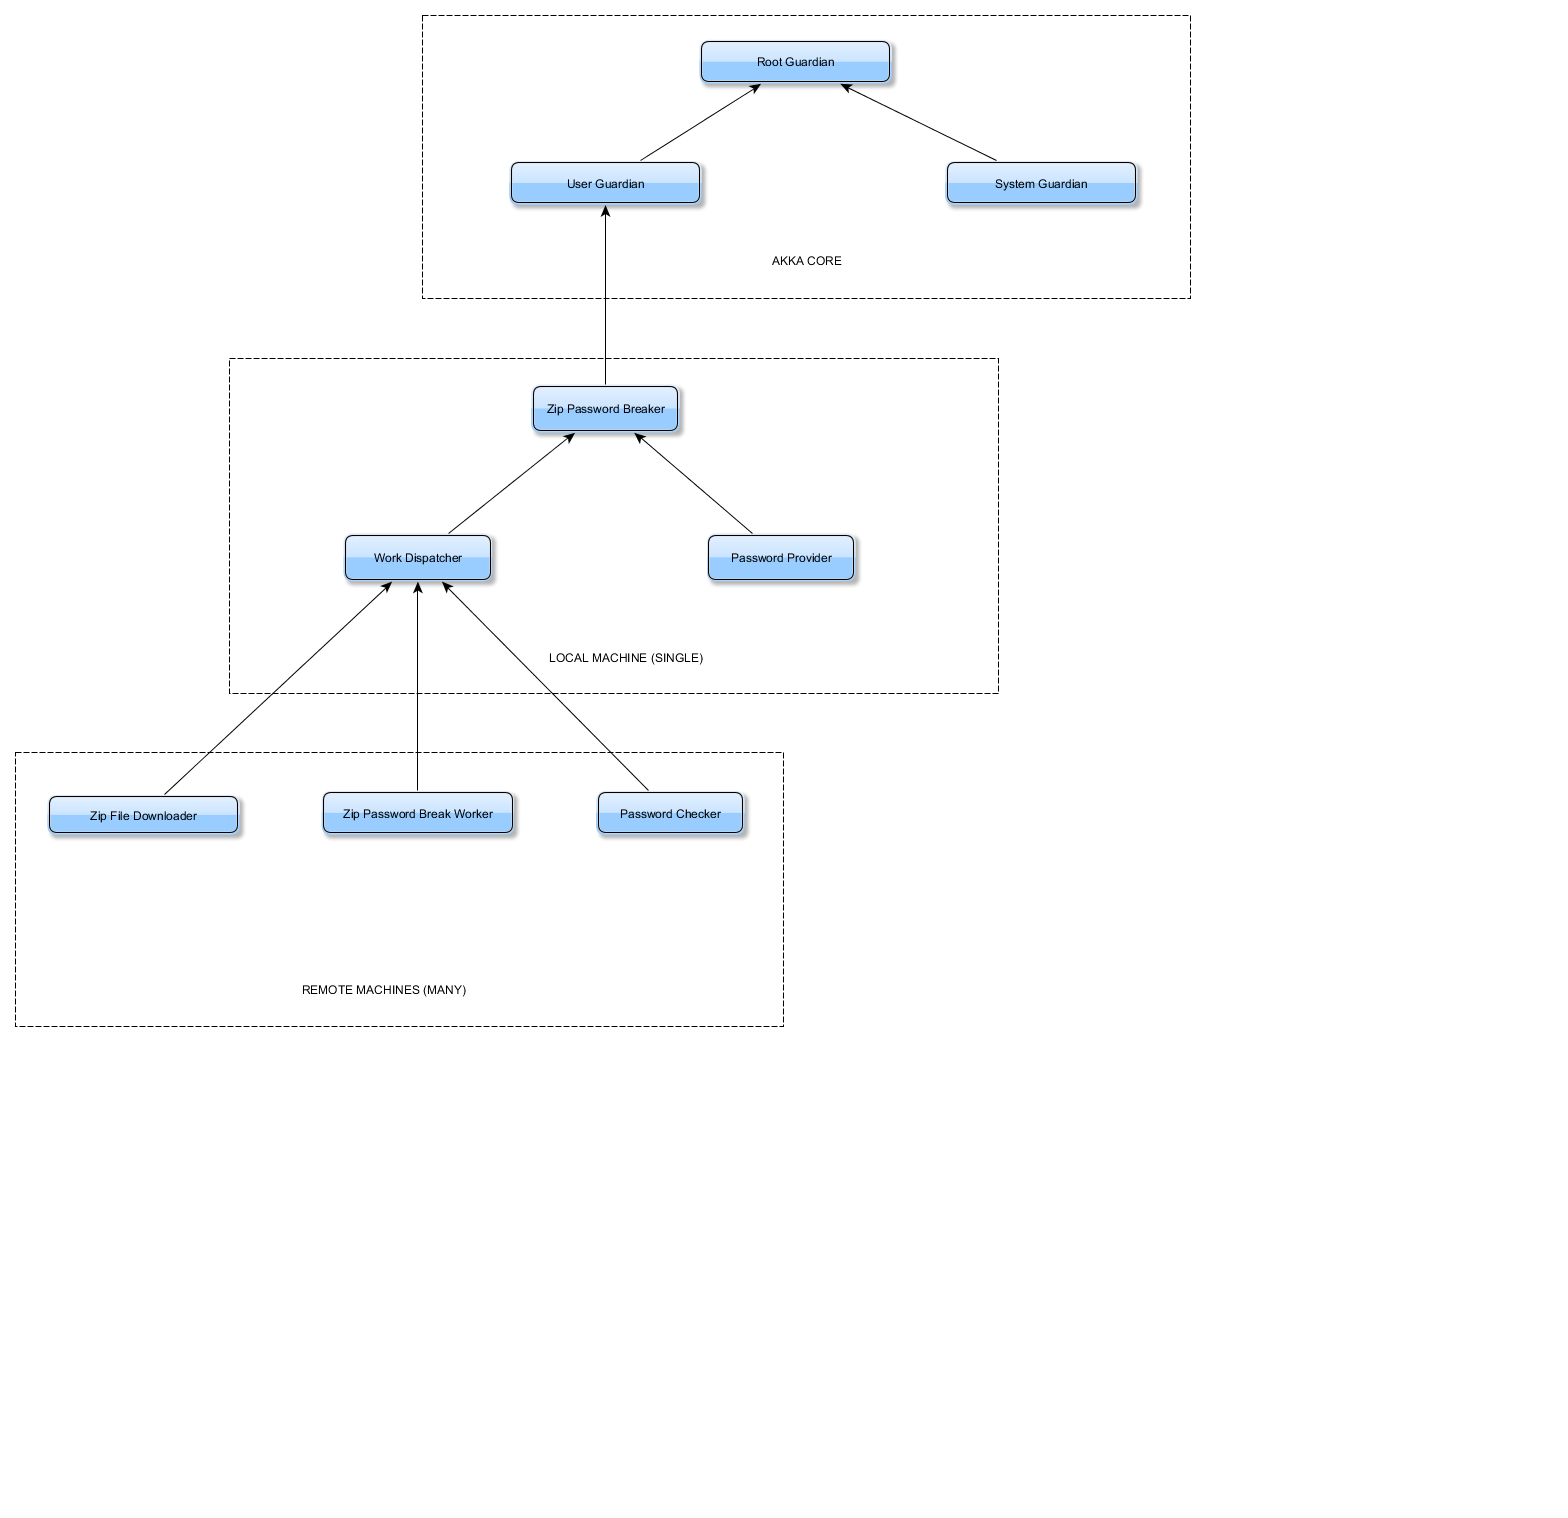 Root Guardian
User Guardian
System Guardian
AKKA CORE
Zip Password Breaker
Work Dispatcher
Password Provider
LOCAL MACHINE (SINGLE)
Zip File Downloader
Zip Password Break Worker
Password Checker
REMOTE MACHINES (MANY)